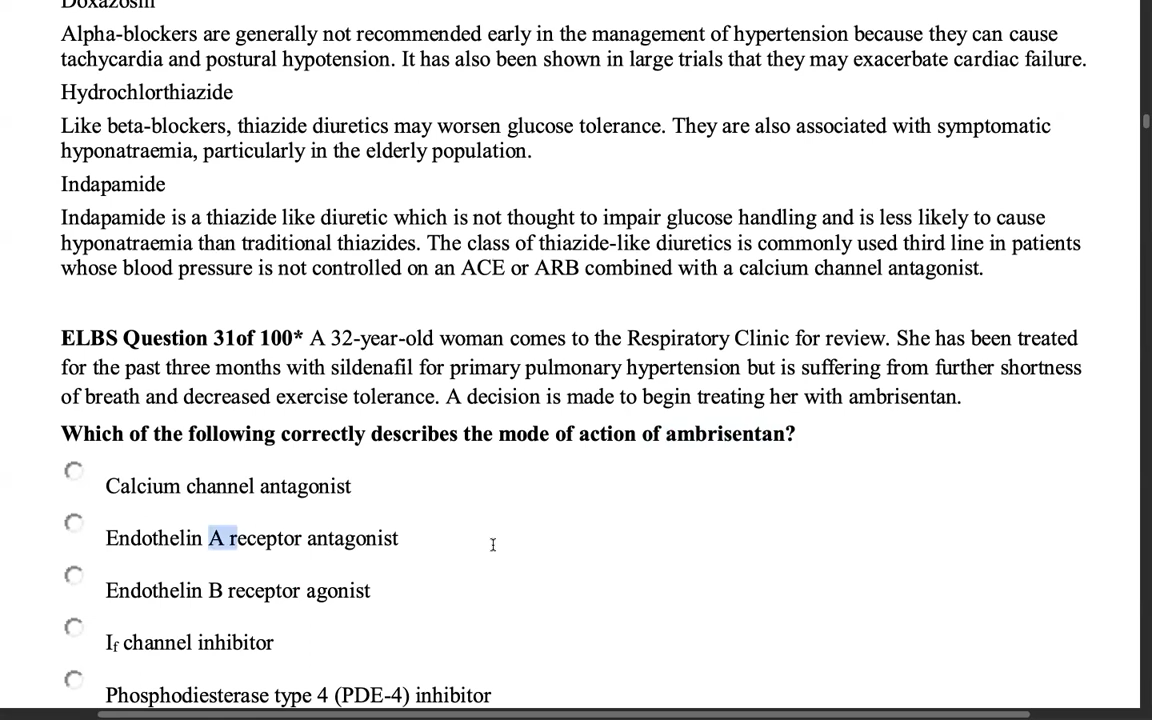 Doxazosin
Alpha-blockers are generally not recommended early in the management of hypertension because they can cause
tachycardia and postural hypotension. It has also been shown in large trials that they may exacerbate cardiac failure.
Hydrochlorthiazide
Like beta-blockers, thiazide diuretics may worsen glucose tolerance. They are also associated with symptomatic
hyponatraemia, particularly in the elderly population.
Indapamide
Indapamide is a thiazide like diuretic which is not thought to impair glucose handling and is less likely to cause
hyponatraemia than traditional thiazides. The class of thiazide-like diuretics is commonly used third line in patients
whose blood pressure is not controlled on an ACE or ARB combined with a calcium channel antagonist.
ELBS Question 31of 100* A 32-year-old woman comes to the Respiratory Clinic for review. She has been treated
for the past three months with sildenafil for primary pulmonary hypertension but is suffering from further shortness
of breath and decreased exercise tolerance. A decision is made to begin treating her with ambrisentan.
Which of the following correctly describes the mode of action of ambrisentan?
Calcium channel antagonist
Endothelin A receptor antagonist
Endothelin B receptor agonist
If channel inhibitor
Phosphodiesterase type 4 (PDE-4) inhibitor